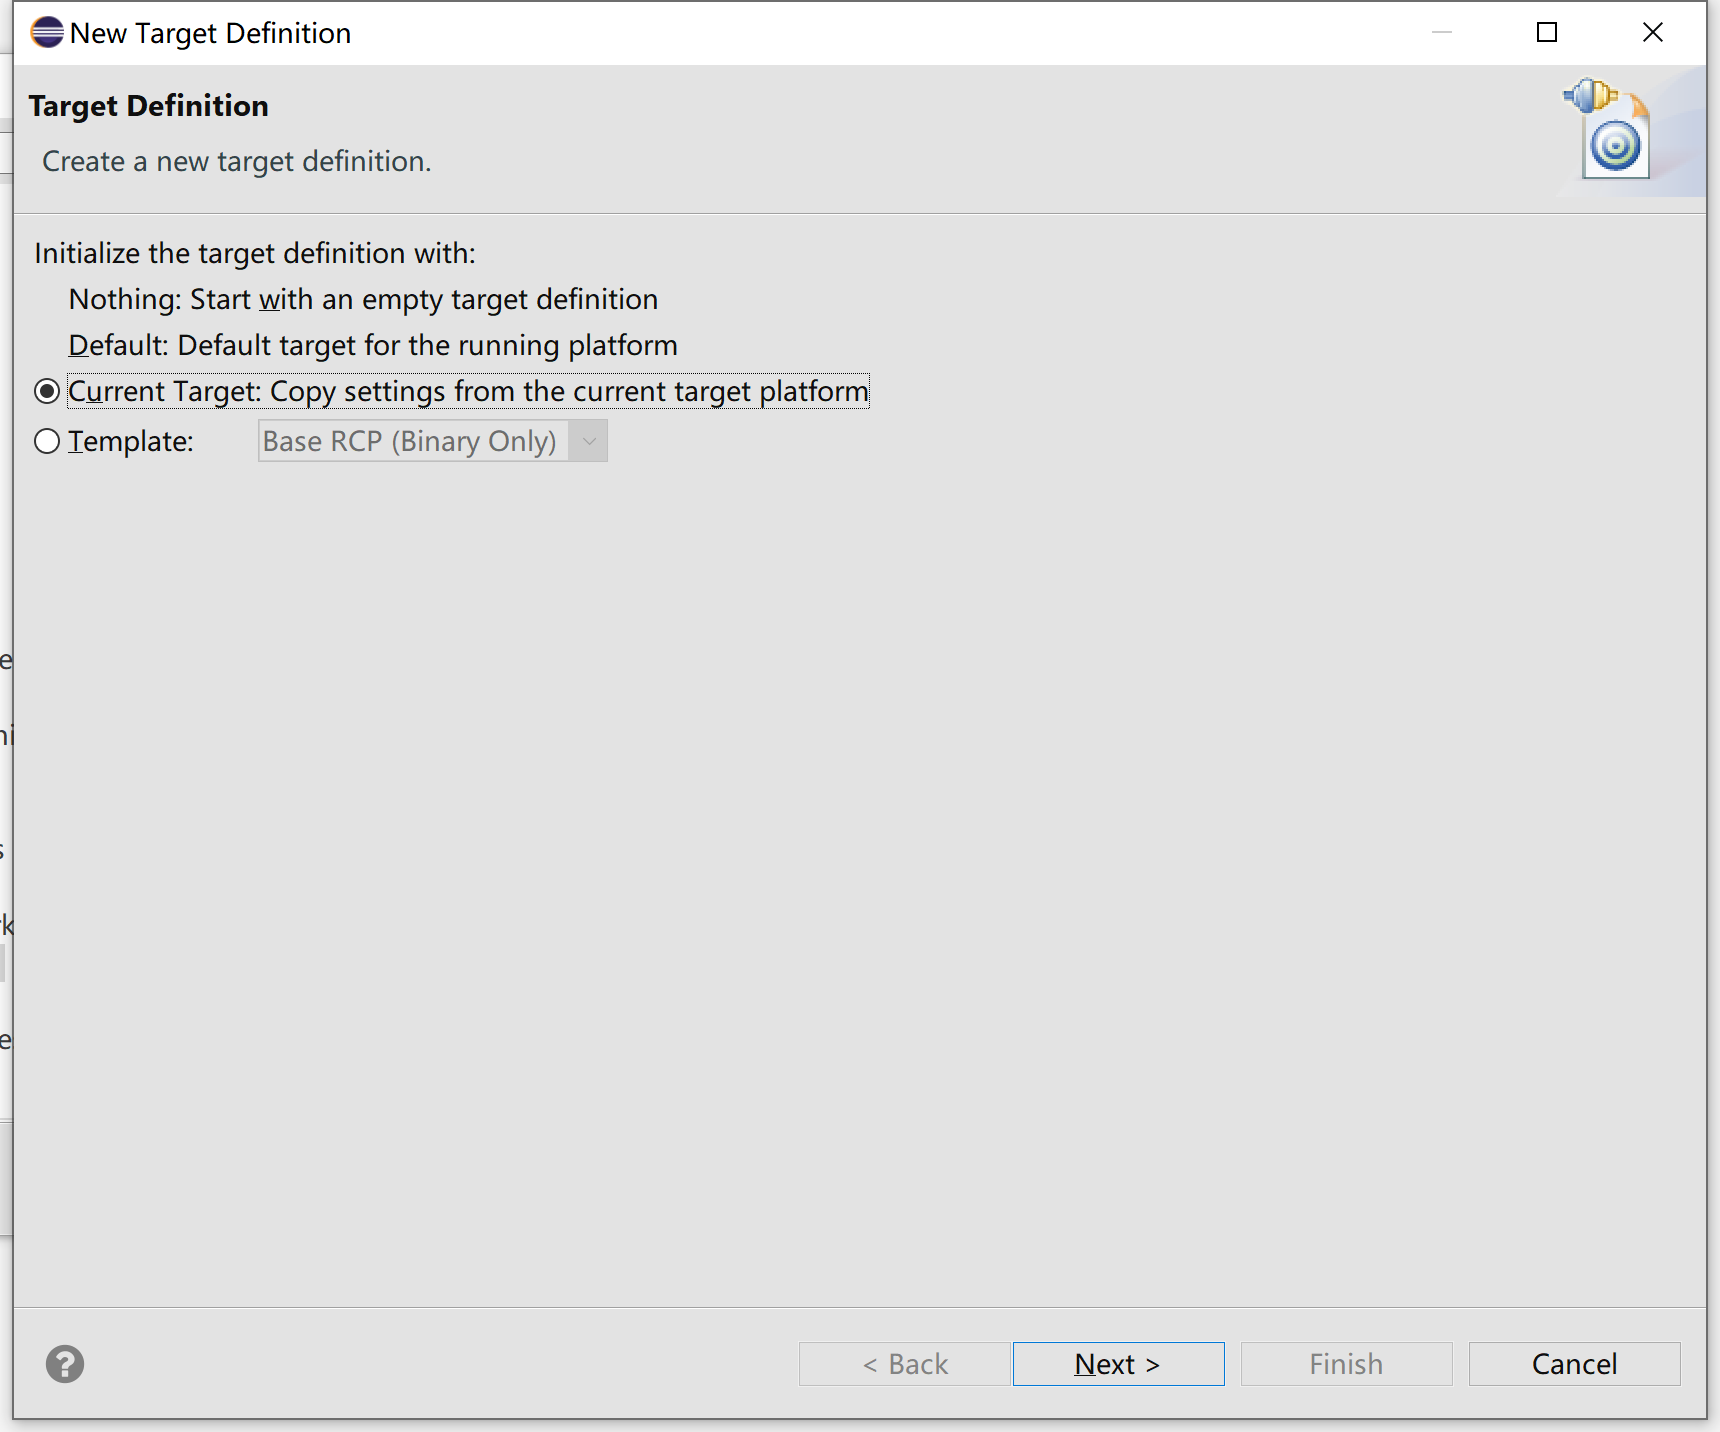 New Target Definition
Target Definition
Create a new target definition.
Initialize the target definition with:
Nothing: Start with an empty target definition
Default: Default target for the running platform
Current Target: Copy settings from the current target platform
Template: Base RCP (Binary Only)
< Back Next > Finish Cancel